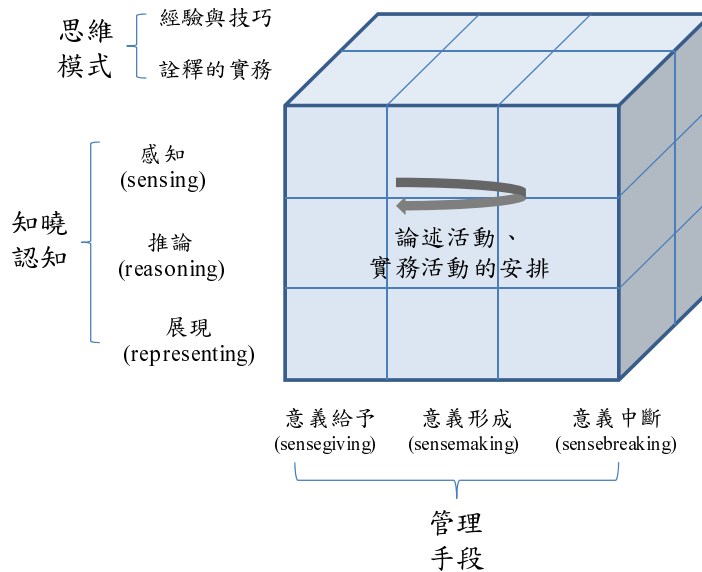 思維
模式
經驗與技巧
詮釋的實務
知曉
認知
感知
(sensing)
推論
(reasoning)
展現
(representing)
論述活動、
實務活動的安排
意義給予
(sensegiving)
意義形成
(sensemaking)
意義中斷
(sensebreaking)
管理
手段